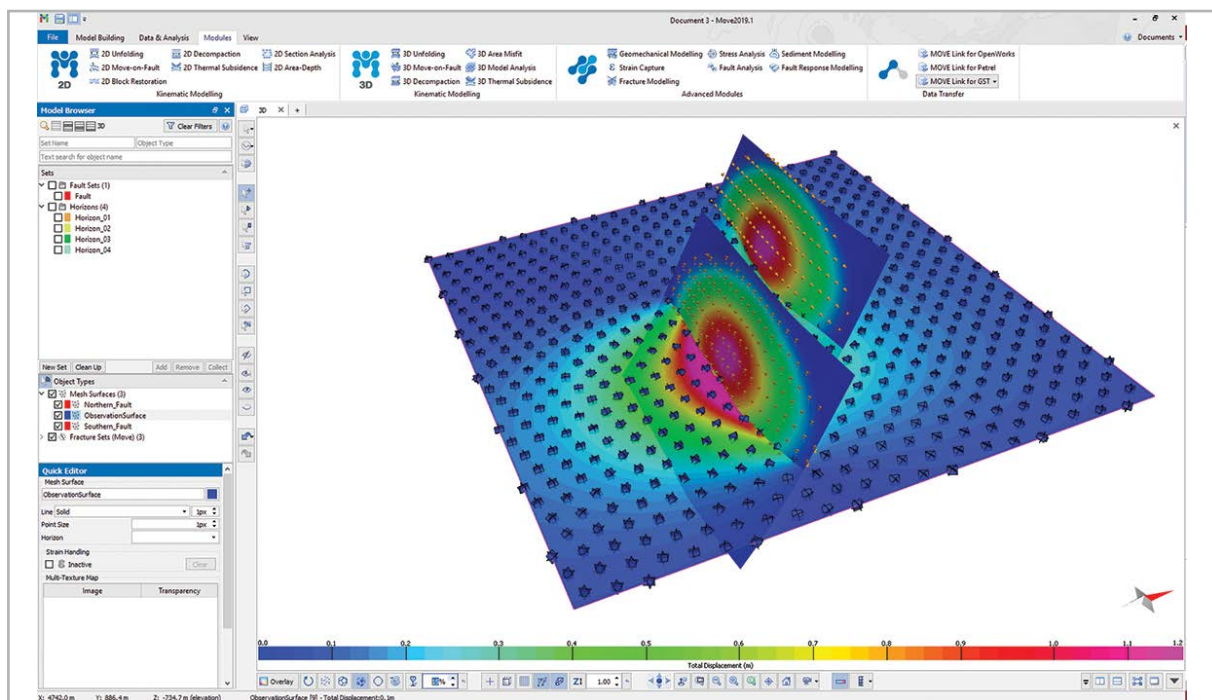 Document 3 - Move2019.1
File Model Building Data & Analysis Modules View
Documents
2D
2D Unfolding 2D Decompaction 2D Section Analysis
2D Move-on-Fault 2D Thermal Subsidence 2D Area-Depth
2D Block Restoration
Kinematic Modelling
3D
3D Unfolding 3D Area Misfit
3D Move-on-Fault 3D Model Analysis
3D Decompaction 3D Thermal Subsidence
Kinematic Modelling
Geomechanical Modelling Stress Analysis Sediment Modelling
Strain Capture Fault Analysis Fault Response Modelling
Fracture Modelling
Advanced Modules
MOVE Link for OpenWorks
MOVE Link for Petrel
MOVE Link for GST
Data Transfer
Model Browser
3D
3D Clear Filters
Set Name Object Type
Text search for object name
Sets
Fault Sets (1)
Fault
Horizons (4)
Horizon_01
Horizon_02
Horizon_03
Horizon_04
New Set Clean Up Add Remove Collect
Object Types
Mesh Surfaces (3)
Northern_Fault
ObservationSurface
Southern_Fault
Fracture Sets (Move) (3)
Quick Editor
Mesh Surface
ObservationSurface
Line Solid 1px
Point Size 1px
Horizon
Strain Handling
Inactive Clear
Multi-Texture Map
Image Transparency
0.0 0.1 0.2 0.3 0.4 0.5 0.6 0.7 0.8 0.9 1.0 1.1 1.2
Total Displacement (m)
Overlay Z1 1.00
X: 4742.0 m Y: 886.4 m Z: -734.7 m (elevation) ObservationSurface [9] - Total Displacement:0.1m